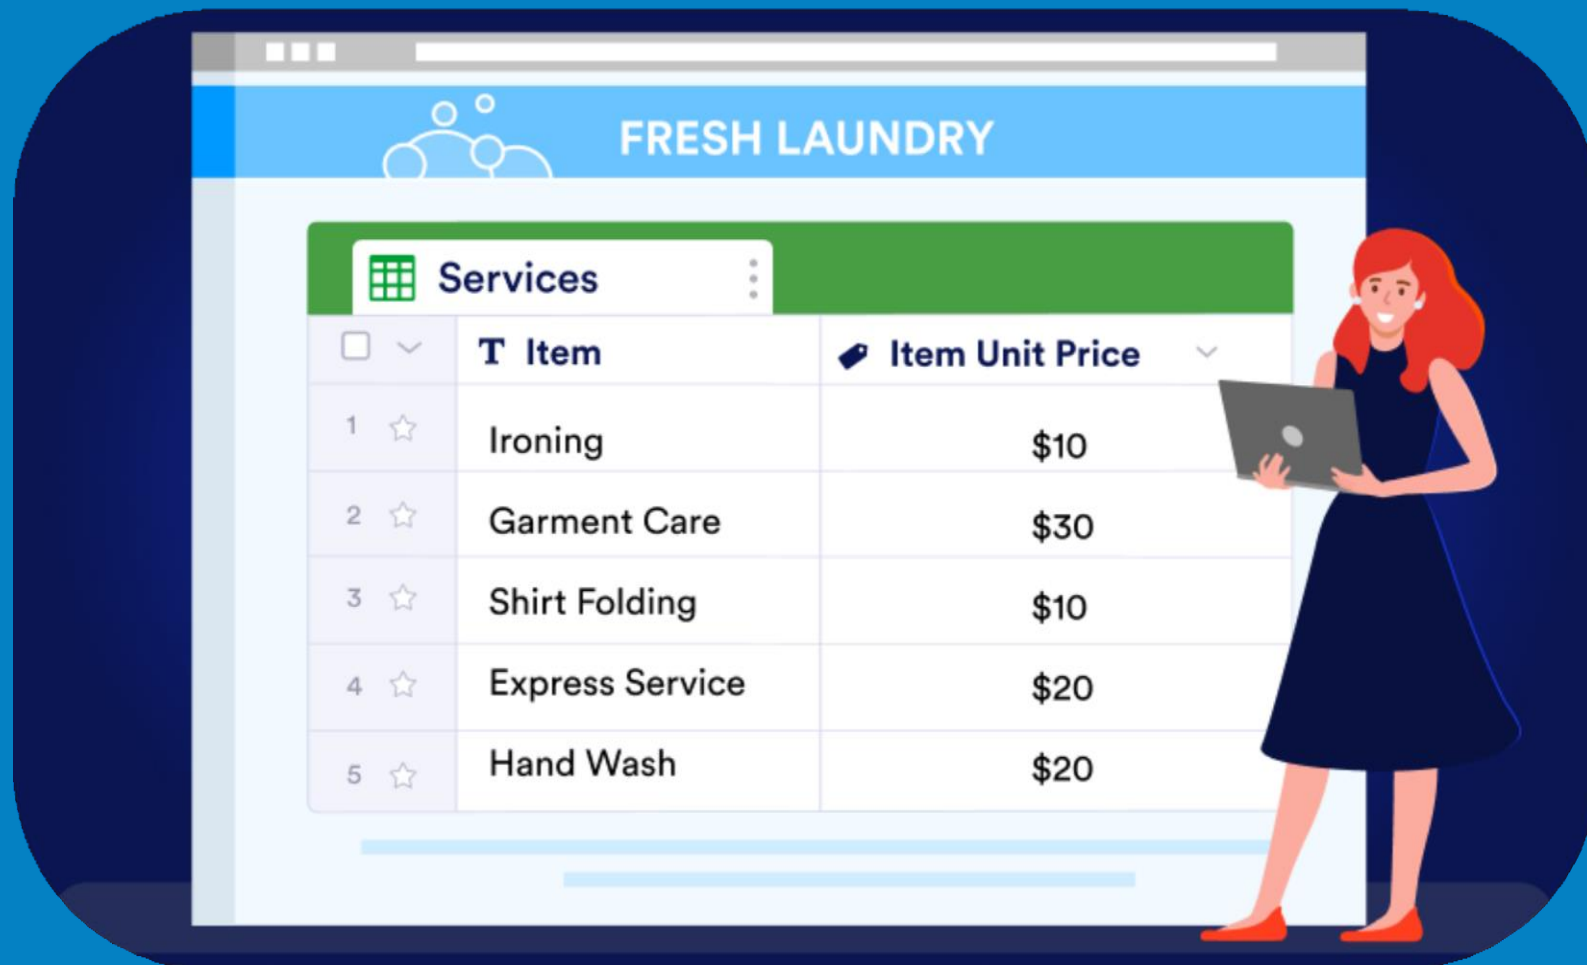 FRESH LAUNDRY
Services
T Item Item Unit Price
1 Ironing $10
2 Garment Care $30
3 Shirt Folding $10
4 Express Service $20
5 Hand Wash $20